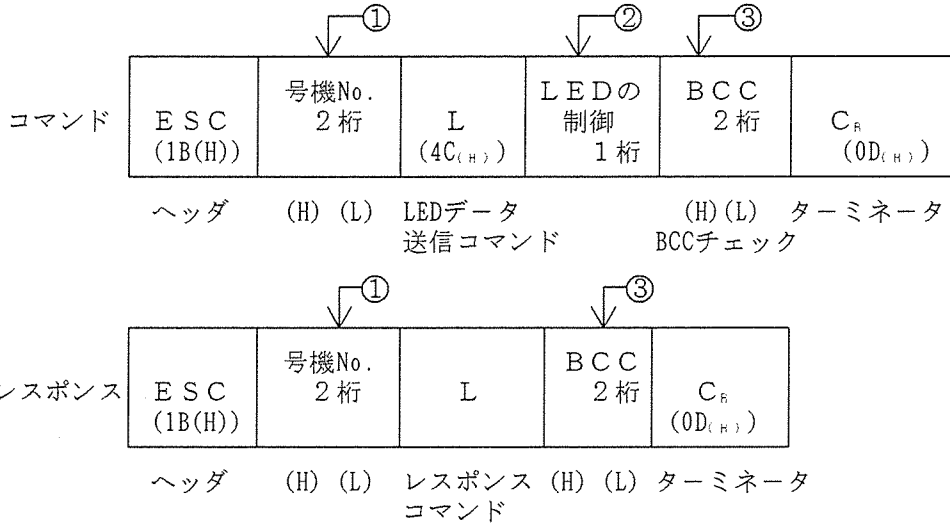 ① ② ③
コマンド
ESC
(1B(H))
号機No.
2桁
L
(4C(H))
LEDの
制御
1桁
BCC
2桁
CR
(0D(H))
ヘッダ (H) (L) LEDデータ
送信コマンド
(H)(L) ターミネータ
BCCチェック
① ③
レスポンス
ESC
(1B(H))
号機No.
2桁
L
BCC
2桁
CR
(0D(H))
ヘッダ (H) (L) レスポンス
コマンド
(H) (L) ターミネータ